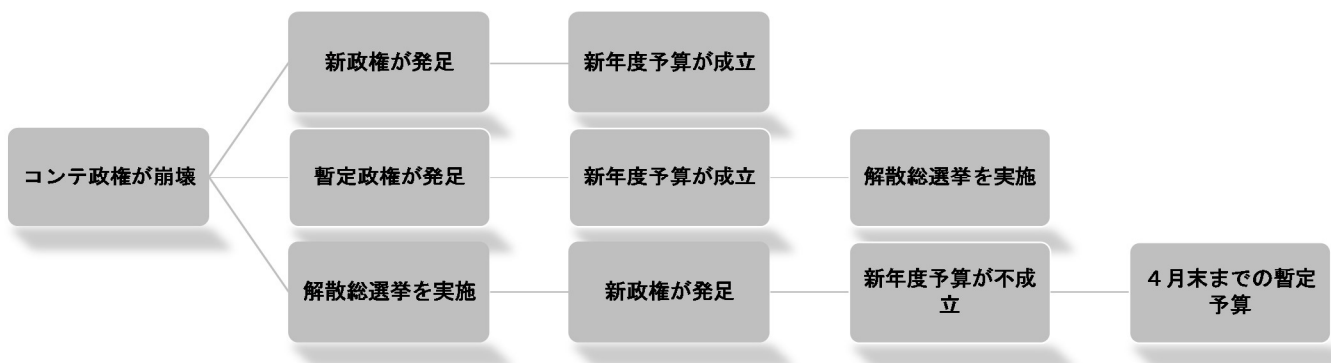 新政権が発足
新年度予算が成立
コンテ政権が崩壊
暫定政権が発足
新年度予算が成立
解散総選挙を実施
解散総選挙を実施
新政権が発足
新年度予算が不成
立
４月末までの暫定
予算